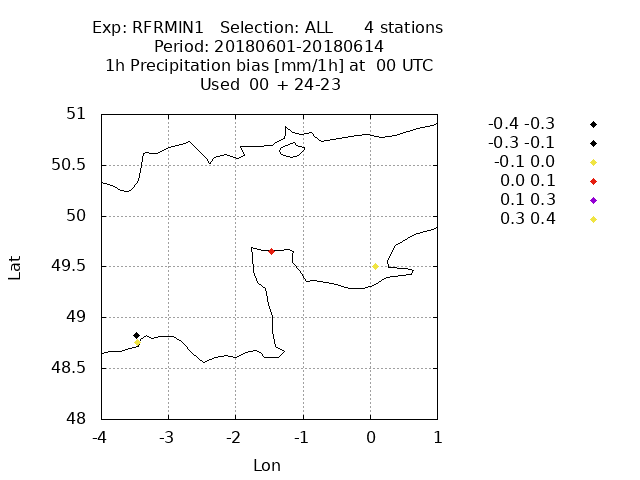 Exp: RFRMIN1   Selection: ALL      4 stations
Period: 20180601-20180614
1h Precipitation bias [mm/1h] at  00 UTC
Used  00 + 24-23
-0.4 -0.3
-0.3 -0.1
-0.1 0.0
0.0 0.1
0.1 0.3
0.3 0.4
51
50.5
50
49.5
49
48.5
48
Lat
-4 -3 -2 -1 0 1
Lon